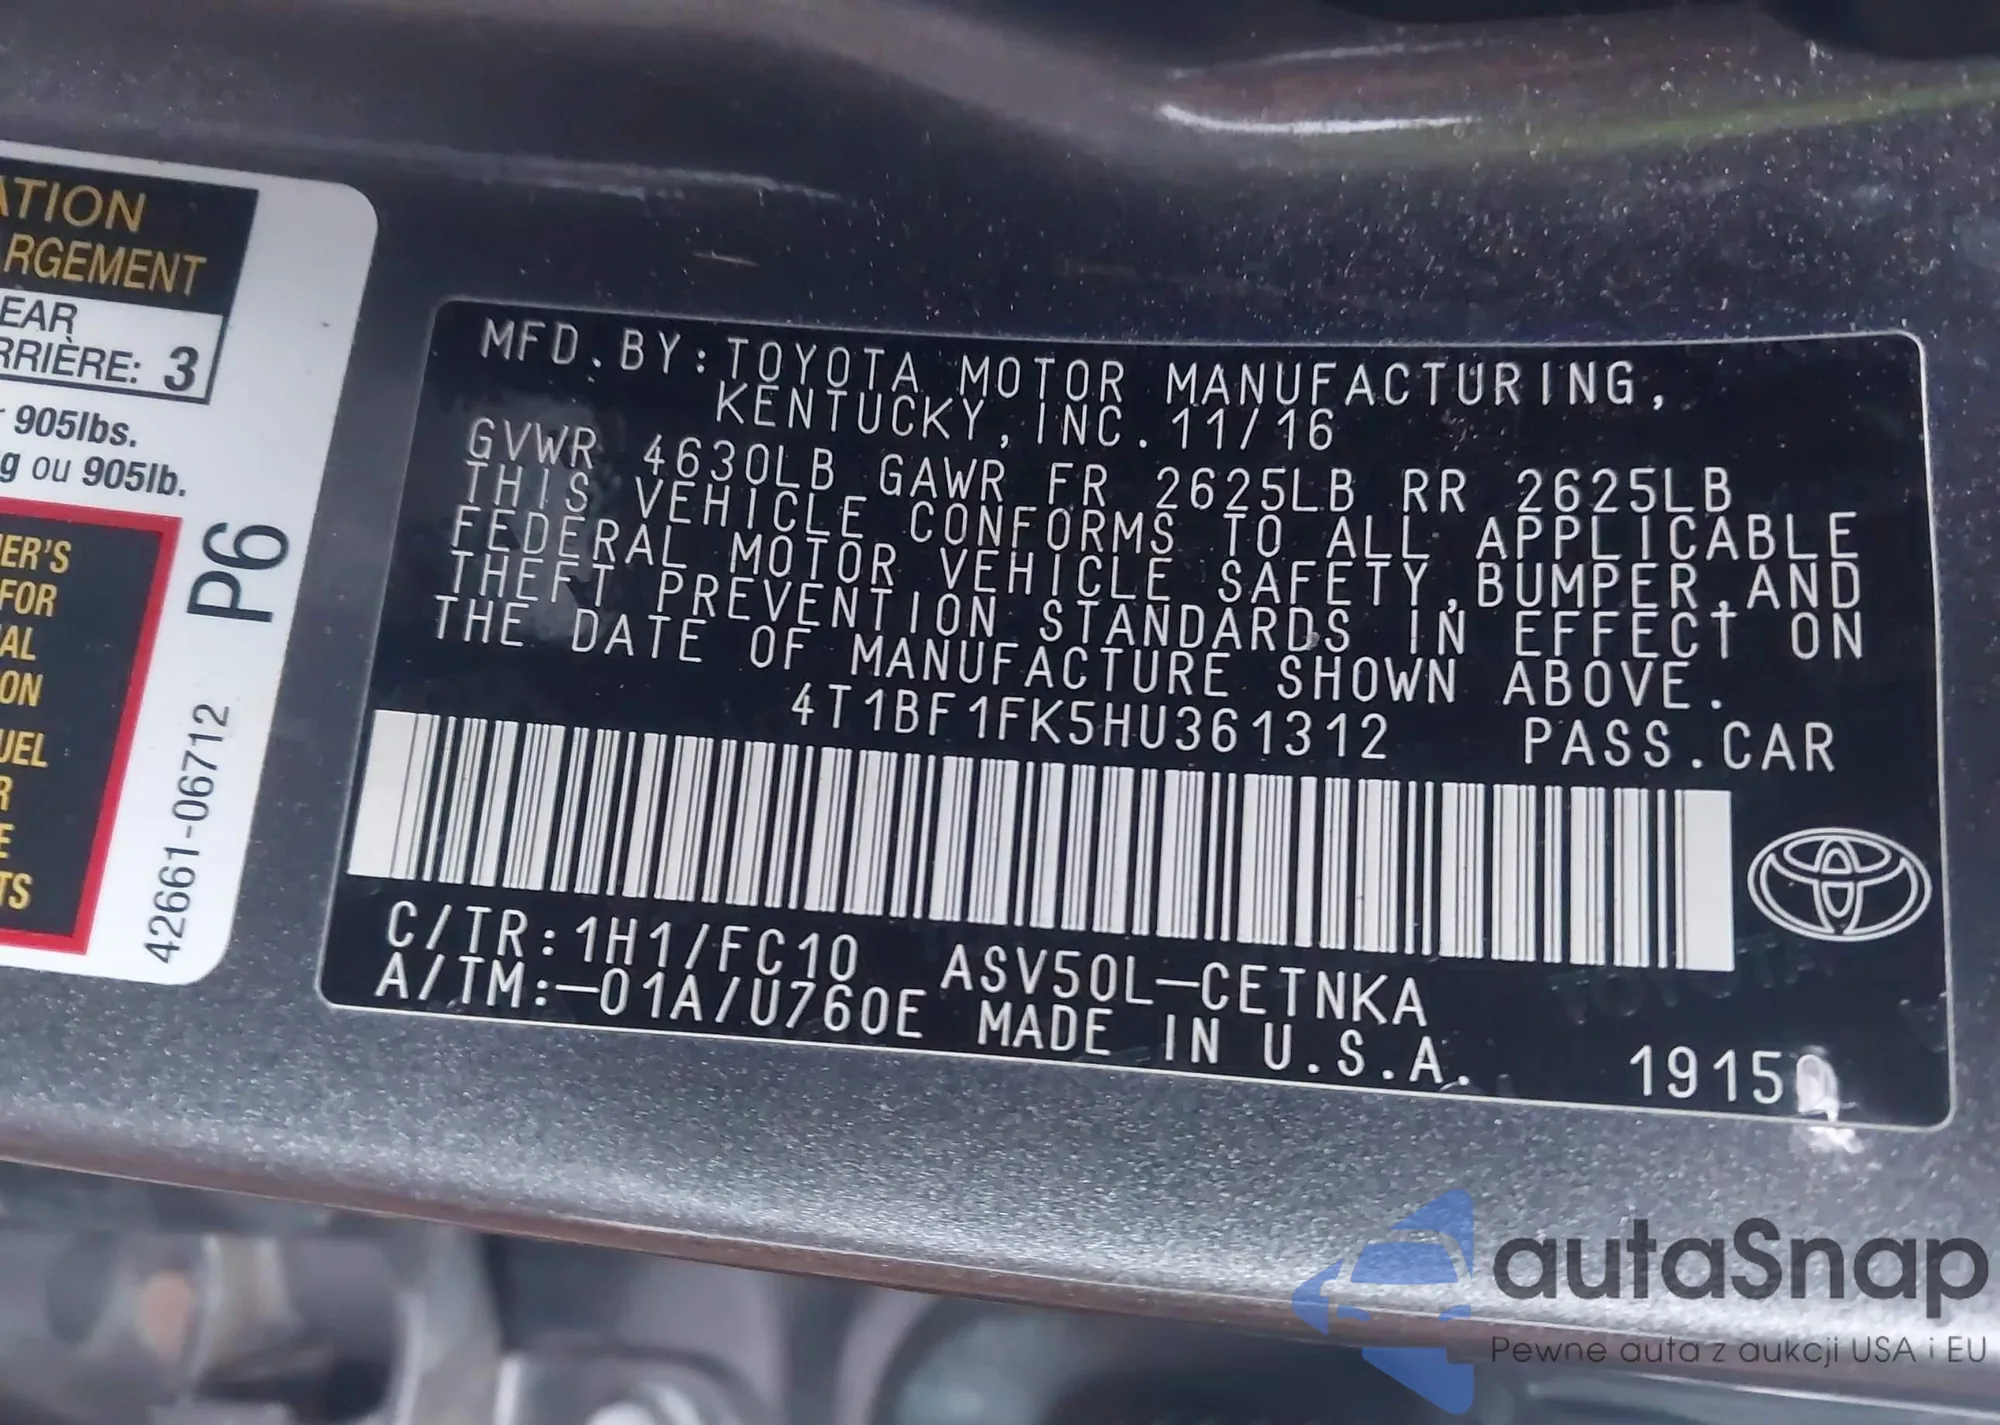 ATION
ARGEMENT
EAR
RRIÈRE: 3
905lbs.
g ou 905lb.
ER'S
FOR
AL
ON
UEL
R
E
TS
P6
42661-06712
MFD.BY:TOYOTA MOTOR MANUFACTURING,
KENTUCKY,INC.11/16
GVWR 4630LB GAWR FR 2625LB RR 2625LB
THIS VEHICLE CONFORMS TO ALL APPLICABLE
FEDERAL MOTOR VEHICLE SAFETY,BUMPER,AND
THEFT PREVENTION STANDARDS IN EFFECT ON
THE DATE OF MANUFACTURE SHOWN ABOVE.
4T1BF1FK5HU361312 PASS.CAR
C/TR:1H1/FC10 ASV50L-CETNKA
A/TM:-01A/U760E MADE IN U.S.A.
1915
autaSnap
Pewne auta z aukcji USA i EU